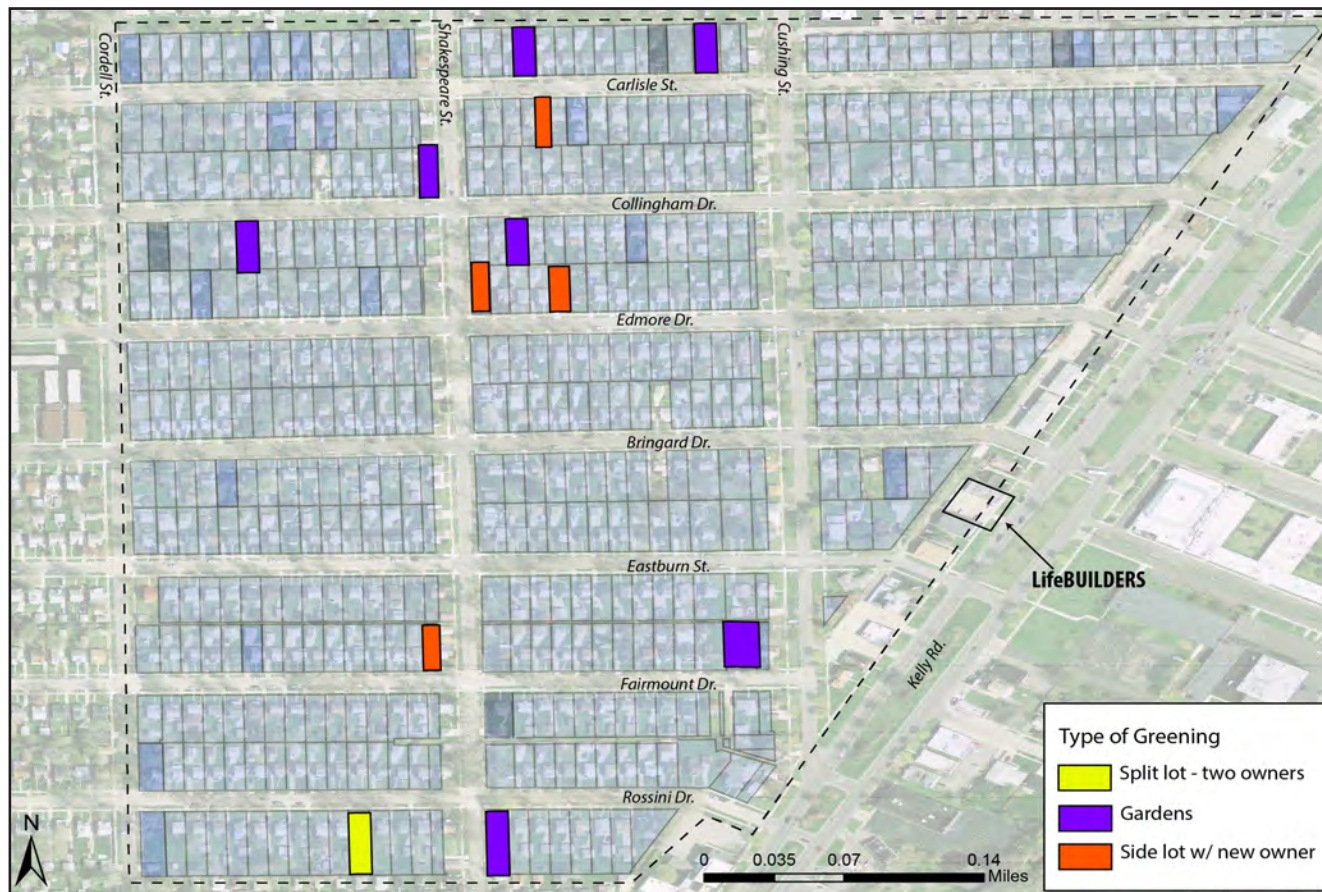 Cordell St.
Shakespeare St.
Cushing St.
Carlisle St.
Collingham Dr.
Edmore Dr.
Bringard Dr.
Eastburn St.
LifeBUILDERS
Kelly Rd.
Fairmount Dr.
Rossini Dr.
Type of Greening
Split lot - two owners
Gardens
Side lot w/ new owner
N
0 0.035 0.07 0.14
Miles